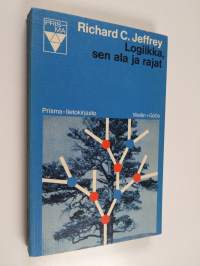 PRIS
MA
Richard C. Jeffrey
Logiikka,
sen ala ja rajat
Prisma-tietokirjasto
Weilin+Göös